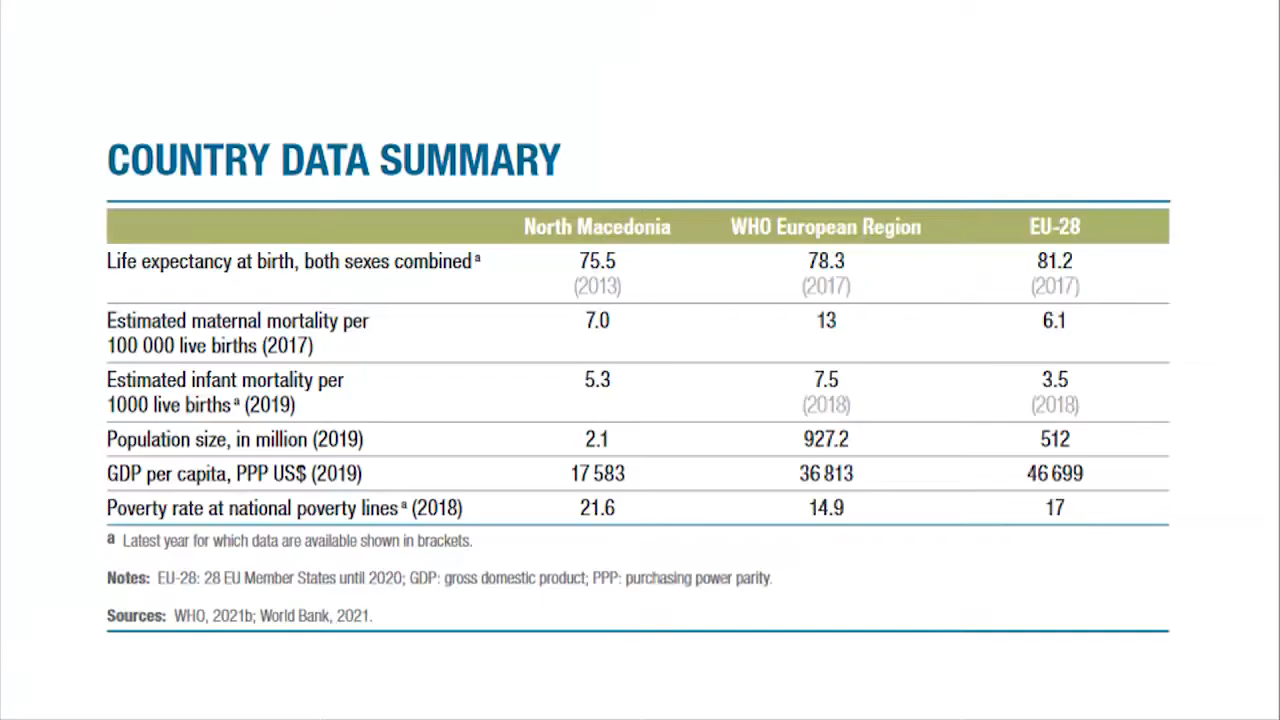 COUNTRY DATA SUMMARY
North Macedonia WHO European Region EU-28
Life expectancy at birth, both sexes combined a 75.5 78.3 81.2
(2013) (2017) (2017)
Estimated maternal mortality per 7.0 13 6.1
100 000 live births (2017)
Estimated infant mortality per 5.3 7.5 3.5
1000 live births a (2019) (2018) (2018)
Population size, in million (2019) 2.1 927.2 512
GDP per capita, PPP US$ (2019) 17 583 36 813 46 699
Poverty rate at national poverty lines a (2018) 21.6 14.9 17
a Latest year for which data are available shown in brackets.
Notes: EU-28: 28 EU Member States until 2020; GDP: gross domestic product; PPP: purchasing power parity.
Sources: WHO, 2021b; World Bank, 2021.